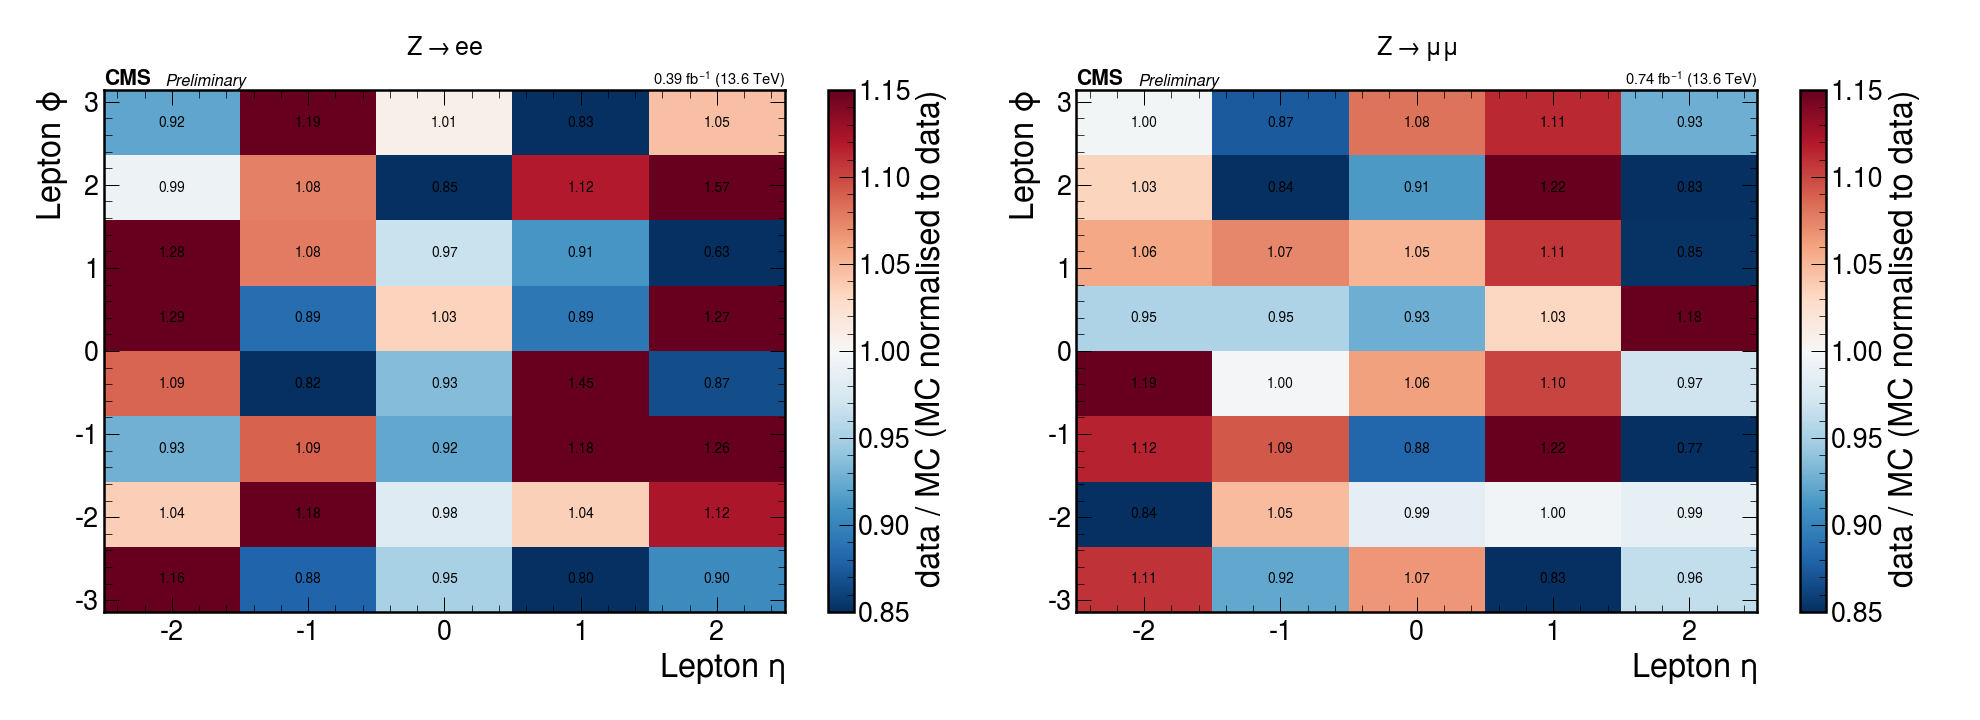 Z → ee
CMS Preliminary 0.39 fb⁻¹ (13.6 TeV)
Lepton ϕ
3
2
1
0
-1
-2
-3
0.92 1.19 1.01 0.83 1.05
0.99 1.08 0.85 1.12 1.57
1.28 1.08 0.97 0.91 0.63
1.29 0.89 1.03 0.89 1.27
1.09 0.82 0.93 1.45 0.87
0.93 1.09 0.92 1.18 1.26
1.04 1.18 0.98 1.04 1.12
1.16 0.88 0.95 0.80 0.90
-2 -1 0 1 2
Lepton η
1.15
1.10
1.05
1.00
0.95
0.90
0.85
data / MC (MC normalised to data)
Z → μμ
CMS Preliminary 0.74 fb⁻¹ (13.6 TeV)
Lepton ϕ
3
2
1
0
-1
-2
-3
1.00 0.87 1.08 1.11 0.93
1.03 0.84 0.91 1.22 0.83
1.06 1.07 1.05 1.11 0.85
0.95 0.95 0.93 1.03 1.18
1.19 1.00 1.06 1.10 0.97
1.12 1.09 0.88 1.22 0.77
0.84 1.05 0.99 1.00 0.99
1.11 0.92 1.07 0.83 0.96
-2 -1 0 1 2
Lepton η
1.15
1.10
1.05
1.00
0.95
0.90
0.85
data / MC (MC normalised to data)